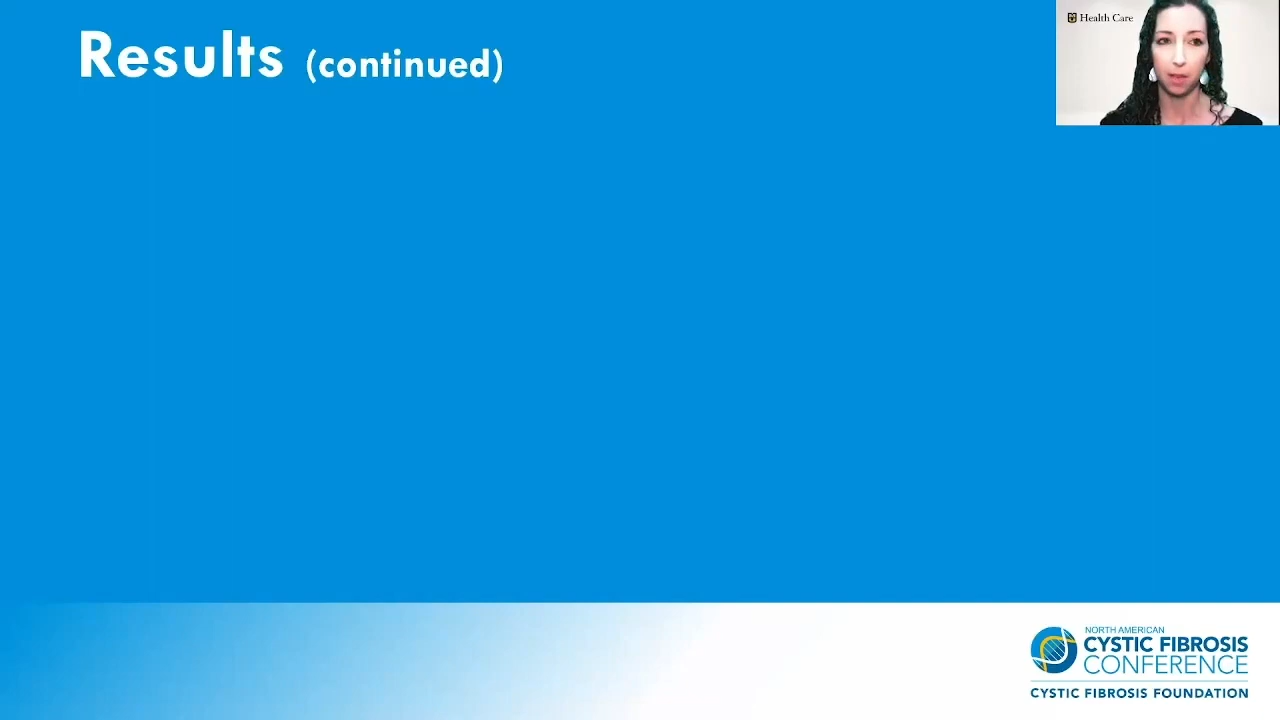 Results (continued)
Health Care
NORTH AMERICAN
CYSTIC FIBROSIS
CONFERENCE
CYSTIC FIBROSIS FOUNDATION